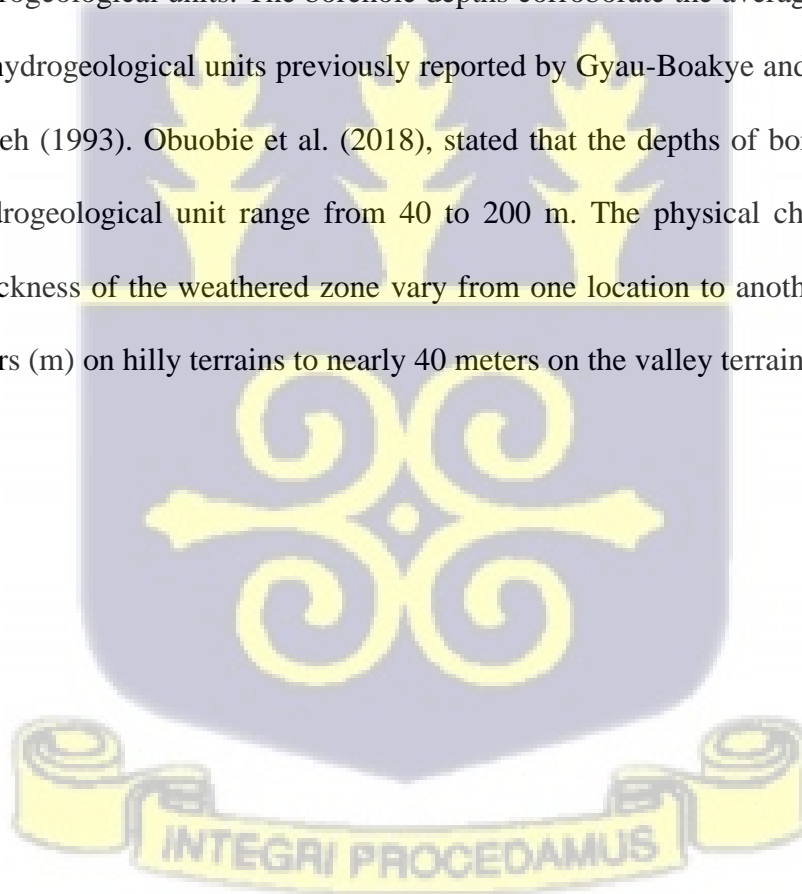 rogeological units. The borehole depths corroborate the average
hydrogeological units previously reported by Gyau-Boakye and
eh (1993). Obuobie et al. (2018), stated that the depths of bor
drogeological unit range from 40 to 200 m. The physical ch
ckness of the weathered zone vary from one location to anoth
rs (m) on hilly terrains to nearly 40 meters on the valley terrain
INTEGRI PROCEDAMUS